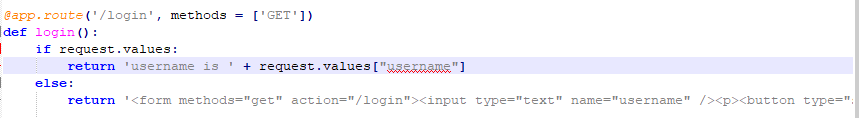 @app.route('/login', methods = ['GET'])
def login():
if request.values:
return 'username is ' + request.values["username"]
else:
return '<form methods="get" action="/login"><input type="text" name="username" /><p><button type=".